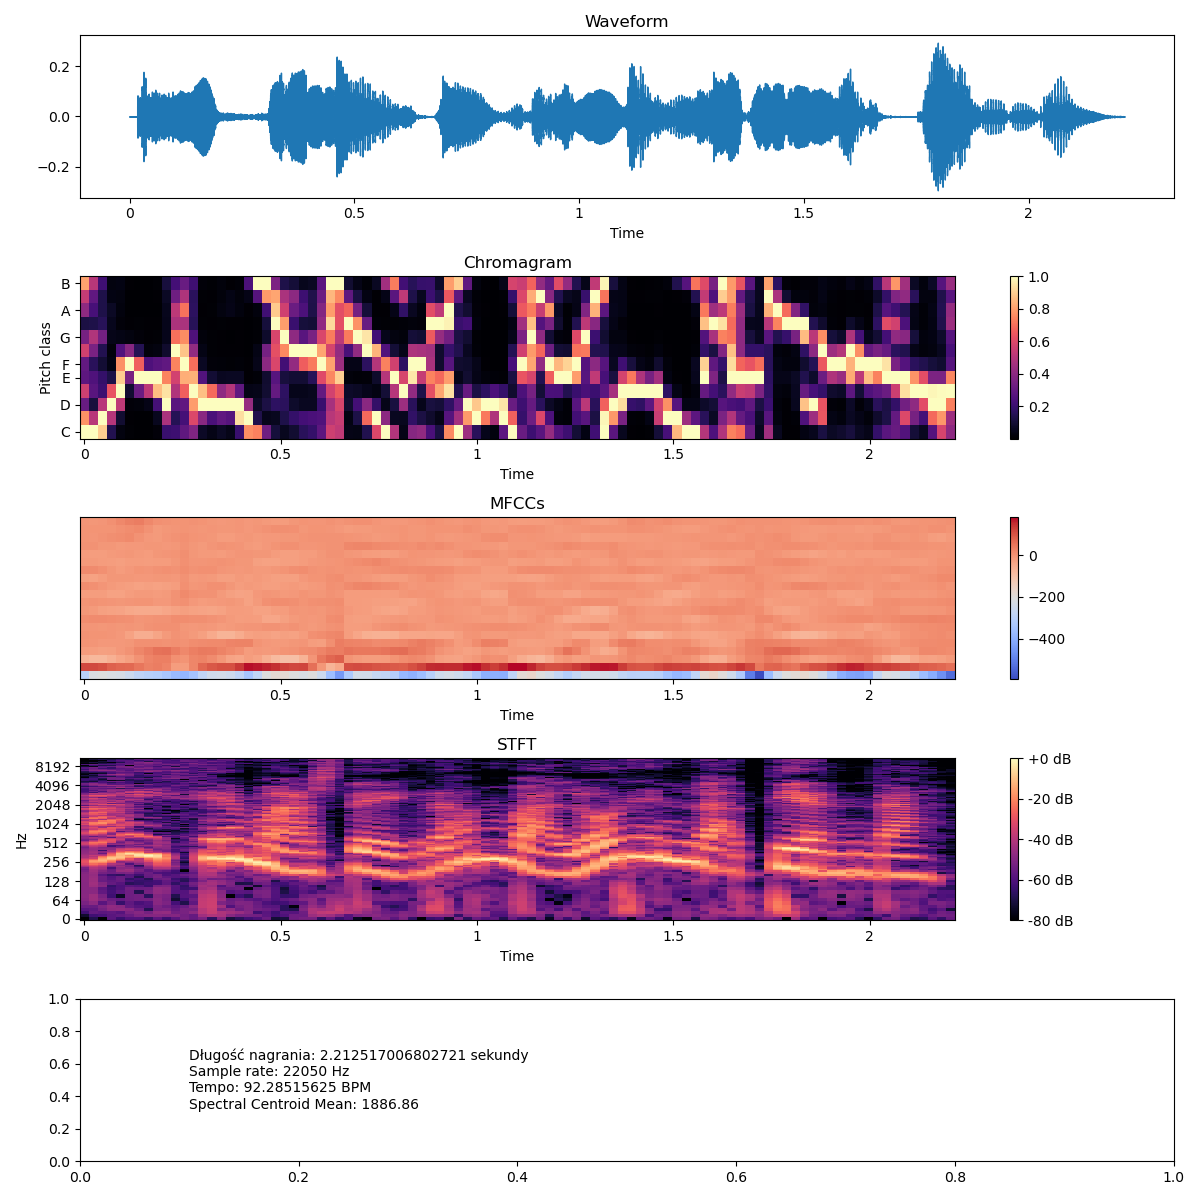 Waveform
0.2
0.0
−0.2
0 0.5 1 1.5 2
Time
Chromagram
Pitch class
B
A
G
F
E
D
C
0 0.5 1 1.5 2
Time
1.0
0.8
0.6
0.4
0.2
MFCCs
0 0.5 1 1.5 2
Time
0
−200
−400
STFT
Hz
8192
4096
2048
1024
512
256
128
64
0
0 0.5 1 1.5 2
Time
+0 dB
-20 dB
-40 dB
-60 dB
-80 dB
1.0
0.8
0.6
0.4
0.2
0.0
Długość nagrania: 2.212517006802721 sekundy
Sample rate: 22050 Hz
Tempo: 92.28515625 BPM
Spectral Centroid Mean: 1886.86
0.0 0.2 0.4 0.6 0.8 1.0